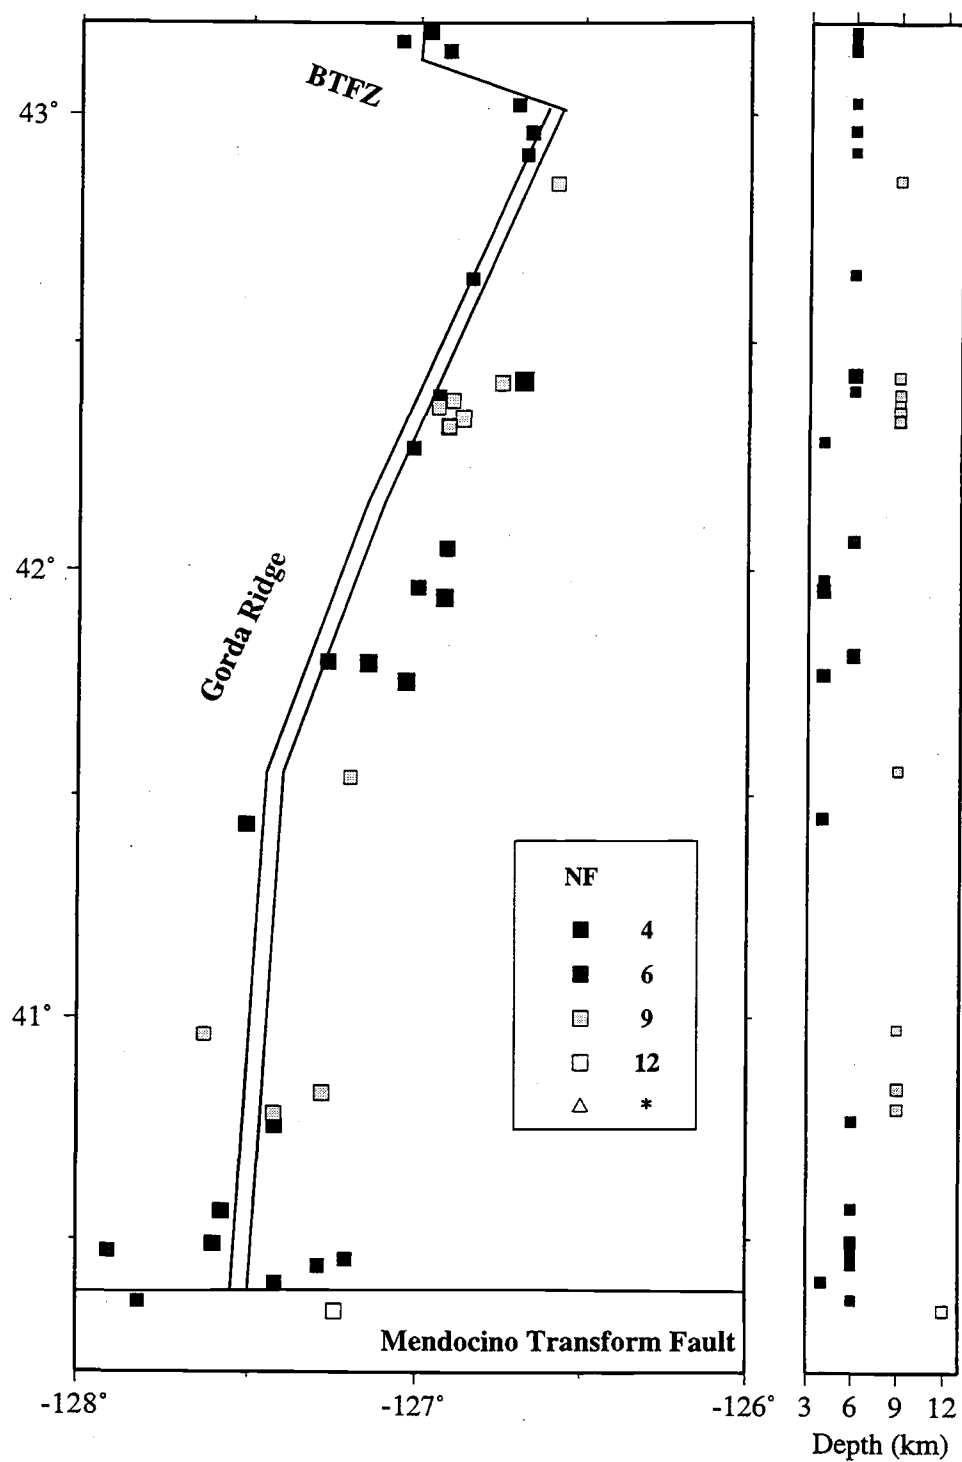 BTFZ
43°
42°
Gorda Ridge
NF
4
6
9
12
*
41°
Mendocino Transform Fault
-128°
-127°
-126°
3 6 9 12
Depth (km)